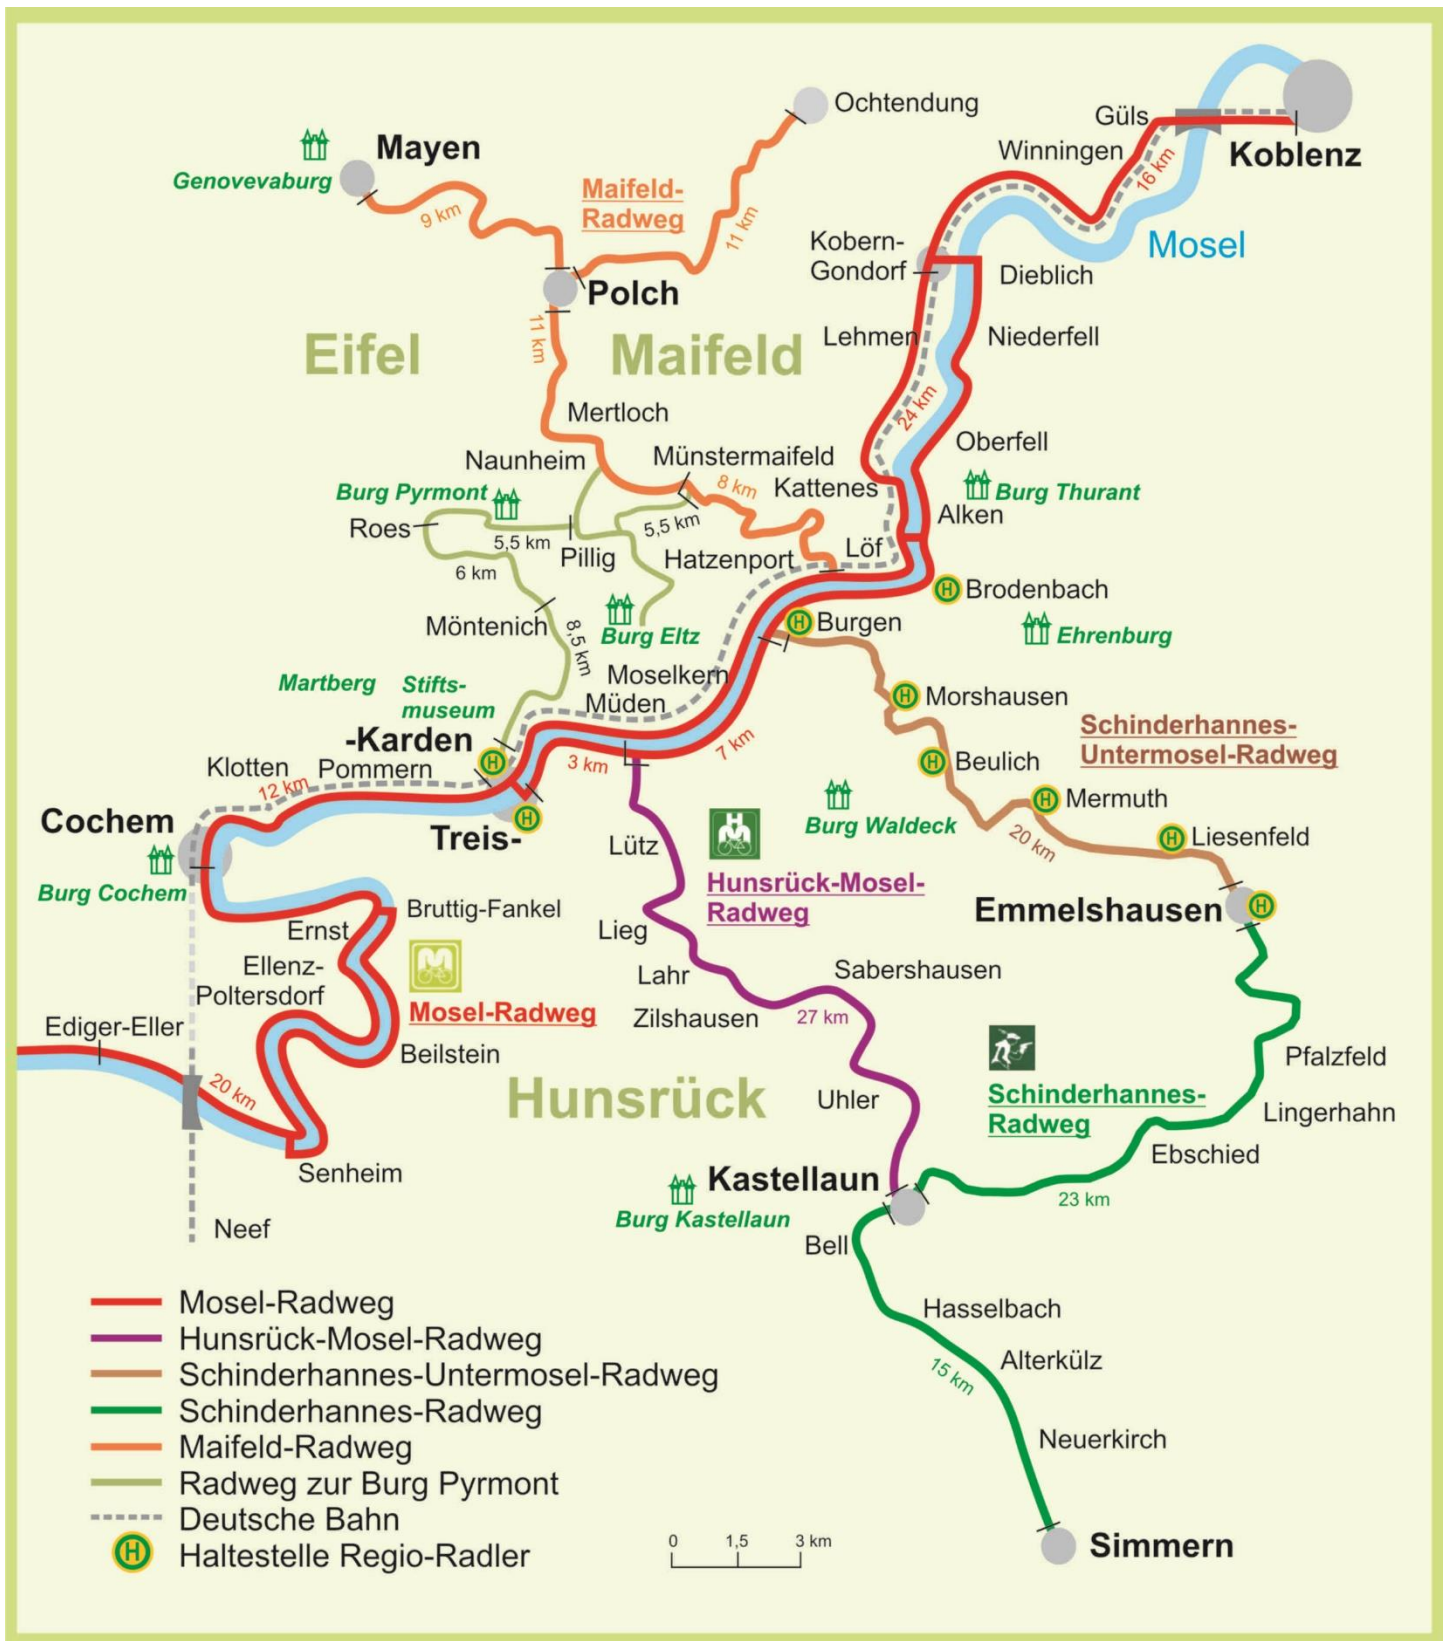 Ochtendung
Mayen
Genovevaburg
9 km
Maifeld-
Radweg
11 km
Güls
Koblenz
Winningen
16 km
Mosel
Kobern-
Gondorf
Dieblich
Polch
11 km
Eifel
Maifeld
Lehmen
Niederfell
24 km
Mertloch
Oberfell
Naunheim
Münstermaifeld
8 km
Kattenes
Burg Pyrmont
Burg Thurant
Roes
5,5 km
Pillig
5,5 km
Alken
Hatzenport
Löf
6 km
Brodenbach
H
Möntenich
8,5 km
Burg Eltz
H
Burgen
Ehrenburg
Martberg
Stifts-
museum
Moselkern
Müden
H
Morshausen
Schinderhannes-
Untermosel-Radweg
-Karden
H
7 km
3 km
H
Beulich
Klotten
Pommern
12 km
H
Mermuth
Cochem
Treis-
H
Burg Waldeck
20 km
H
Liesenfeld
Burg Cochem
Lütz
H
M
Hunsrück-Mosel-
Radweg
Emmelshausen
H
Bruttig-Fankel
Ernst
Lieg
Ellenz-
Poltersdorf
M
Mosel-Radweg
Lahr
Sabershausen
Zilshausen
27 km
Ediger-Eller
Beilstein
20 km
Hunsrück
Uhler
Schinderhannes-
Radweg
Pfalzfeld
Lingerhahn
Ebschied
Senheim
Kastellaun
23 km
Burg Kastellaun
Neef
Bell
Hasselbach
Alterkülz
15 km
Neuerkirch
Simmern
Mosel-Radweg
Hunsrück-Mosel-Radweg
Schinderhannes-Untermosel-Radweg
Schinderhannes-Radweg
Maifeld-Radweg
Radweg zur Burg Pyrmont
Deutsche Bahn
H
Haltestelle Regio-Radler
0 1,5 3 km